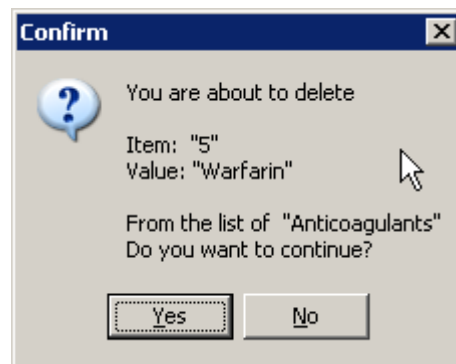 Confirm
You are about to delete
Item: "5"
Value: "Warfarin"
From the list of "Anticoagulants"
Do you want to continue?
Yes
No